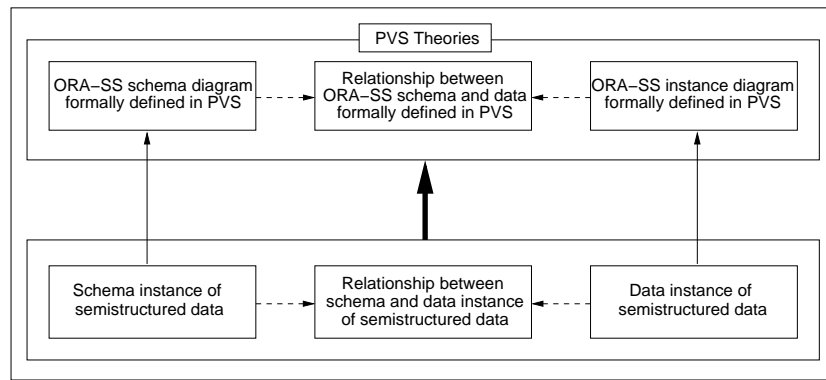 PVS Theories
ORA−SS schema diagram
formally defined in PVS
Relationship between
ORA−SS schema and data
formally defined in PVS
ORA−SS instance diagram
formally defined in PVS
Schema instance of
semistructured data
Relationship between
schema and data instance
of semistructured data
Data instance of
semistructured data